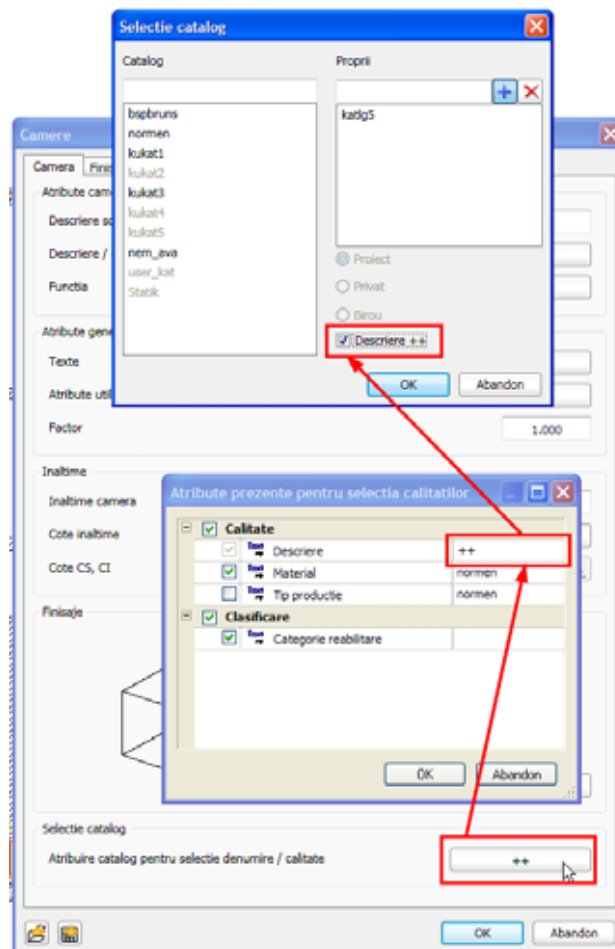 Selectie catalog
Catalog
Proprii
bspbruns
normen
kukat1
kukat2
kukat3
kukat4
kukat5
nem_ava
user_kat
Statik
katlg5
Proiect
Privat
Birou
Descriere ++
OK
Abandon
Camere
Camera
Finis
Atribute came
Descriere sc
Descriere /
Functia
Atribute gene
Texte
Atribute util
Factor
1.000
Inaltime
Inaltime camera
Cote inaltime
Cote CS, CI
Finisaje
Atribute prezente pentru selectia calitatilor
Calitate
Descriere
++
Material
normen
Tip productie
normen
Clasificare
Categorie reabilitare
OK
Abandon
Selectie catalog
Atribuire catalog pentru selectie denumire / calitate
++
OK
Abandon